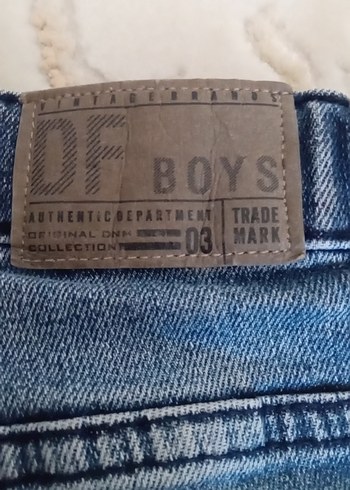 VINTAGE BRANDS
DF BOYS
AUTHENTIC DEPARTMENT
ORIGINAL DNM
COLLECTION 03
TRADE
MARK